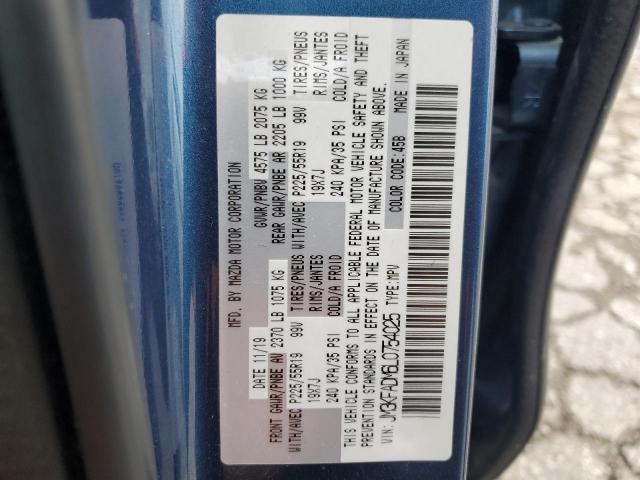 MFD. BY MAZDA MOTOR CORPORATION
DATE 11/19 GVWR/PNBV 4575 LB 2075 KG
FRONT GAWR/PNBE AV 2370 LB 1075 KG REAR GAWR/PNBE AR 2205 LB 1000 KG
WITH/AVEC P225/55R19 99V TIRES/PNEUS WITH/AVEC P225/55R19 99V TIRES/PNEUS
19X7J RIMS/JANTES 19X7J RIMS/JANTES
240 KPA/35 PSI COLD/A FROID 240 KPA/35 PSI COLD/A FROID
THIS VEHICLE CONFORMS TO ALL APPLICABLE FEDERAL MOTOR VEHICLE SAFETY AND THEFT
PREVENTION STANDARDS IN EFFECT ON THE DATE OF MANUFACTURE SHOWN ABOVE.
VIN: JM3KFADM6L0754025 TYPE: MPV COLOR CODE: 45B MADE IN JAPAN